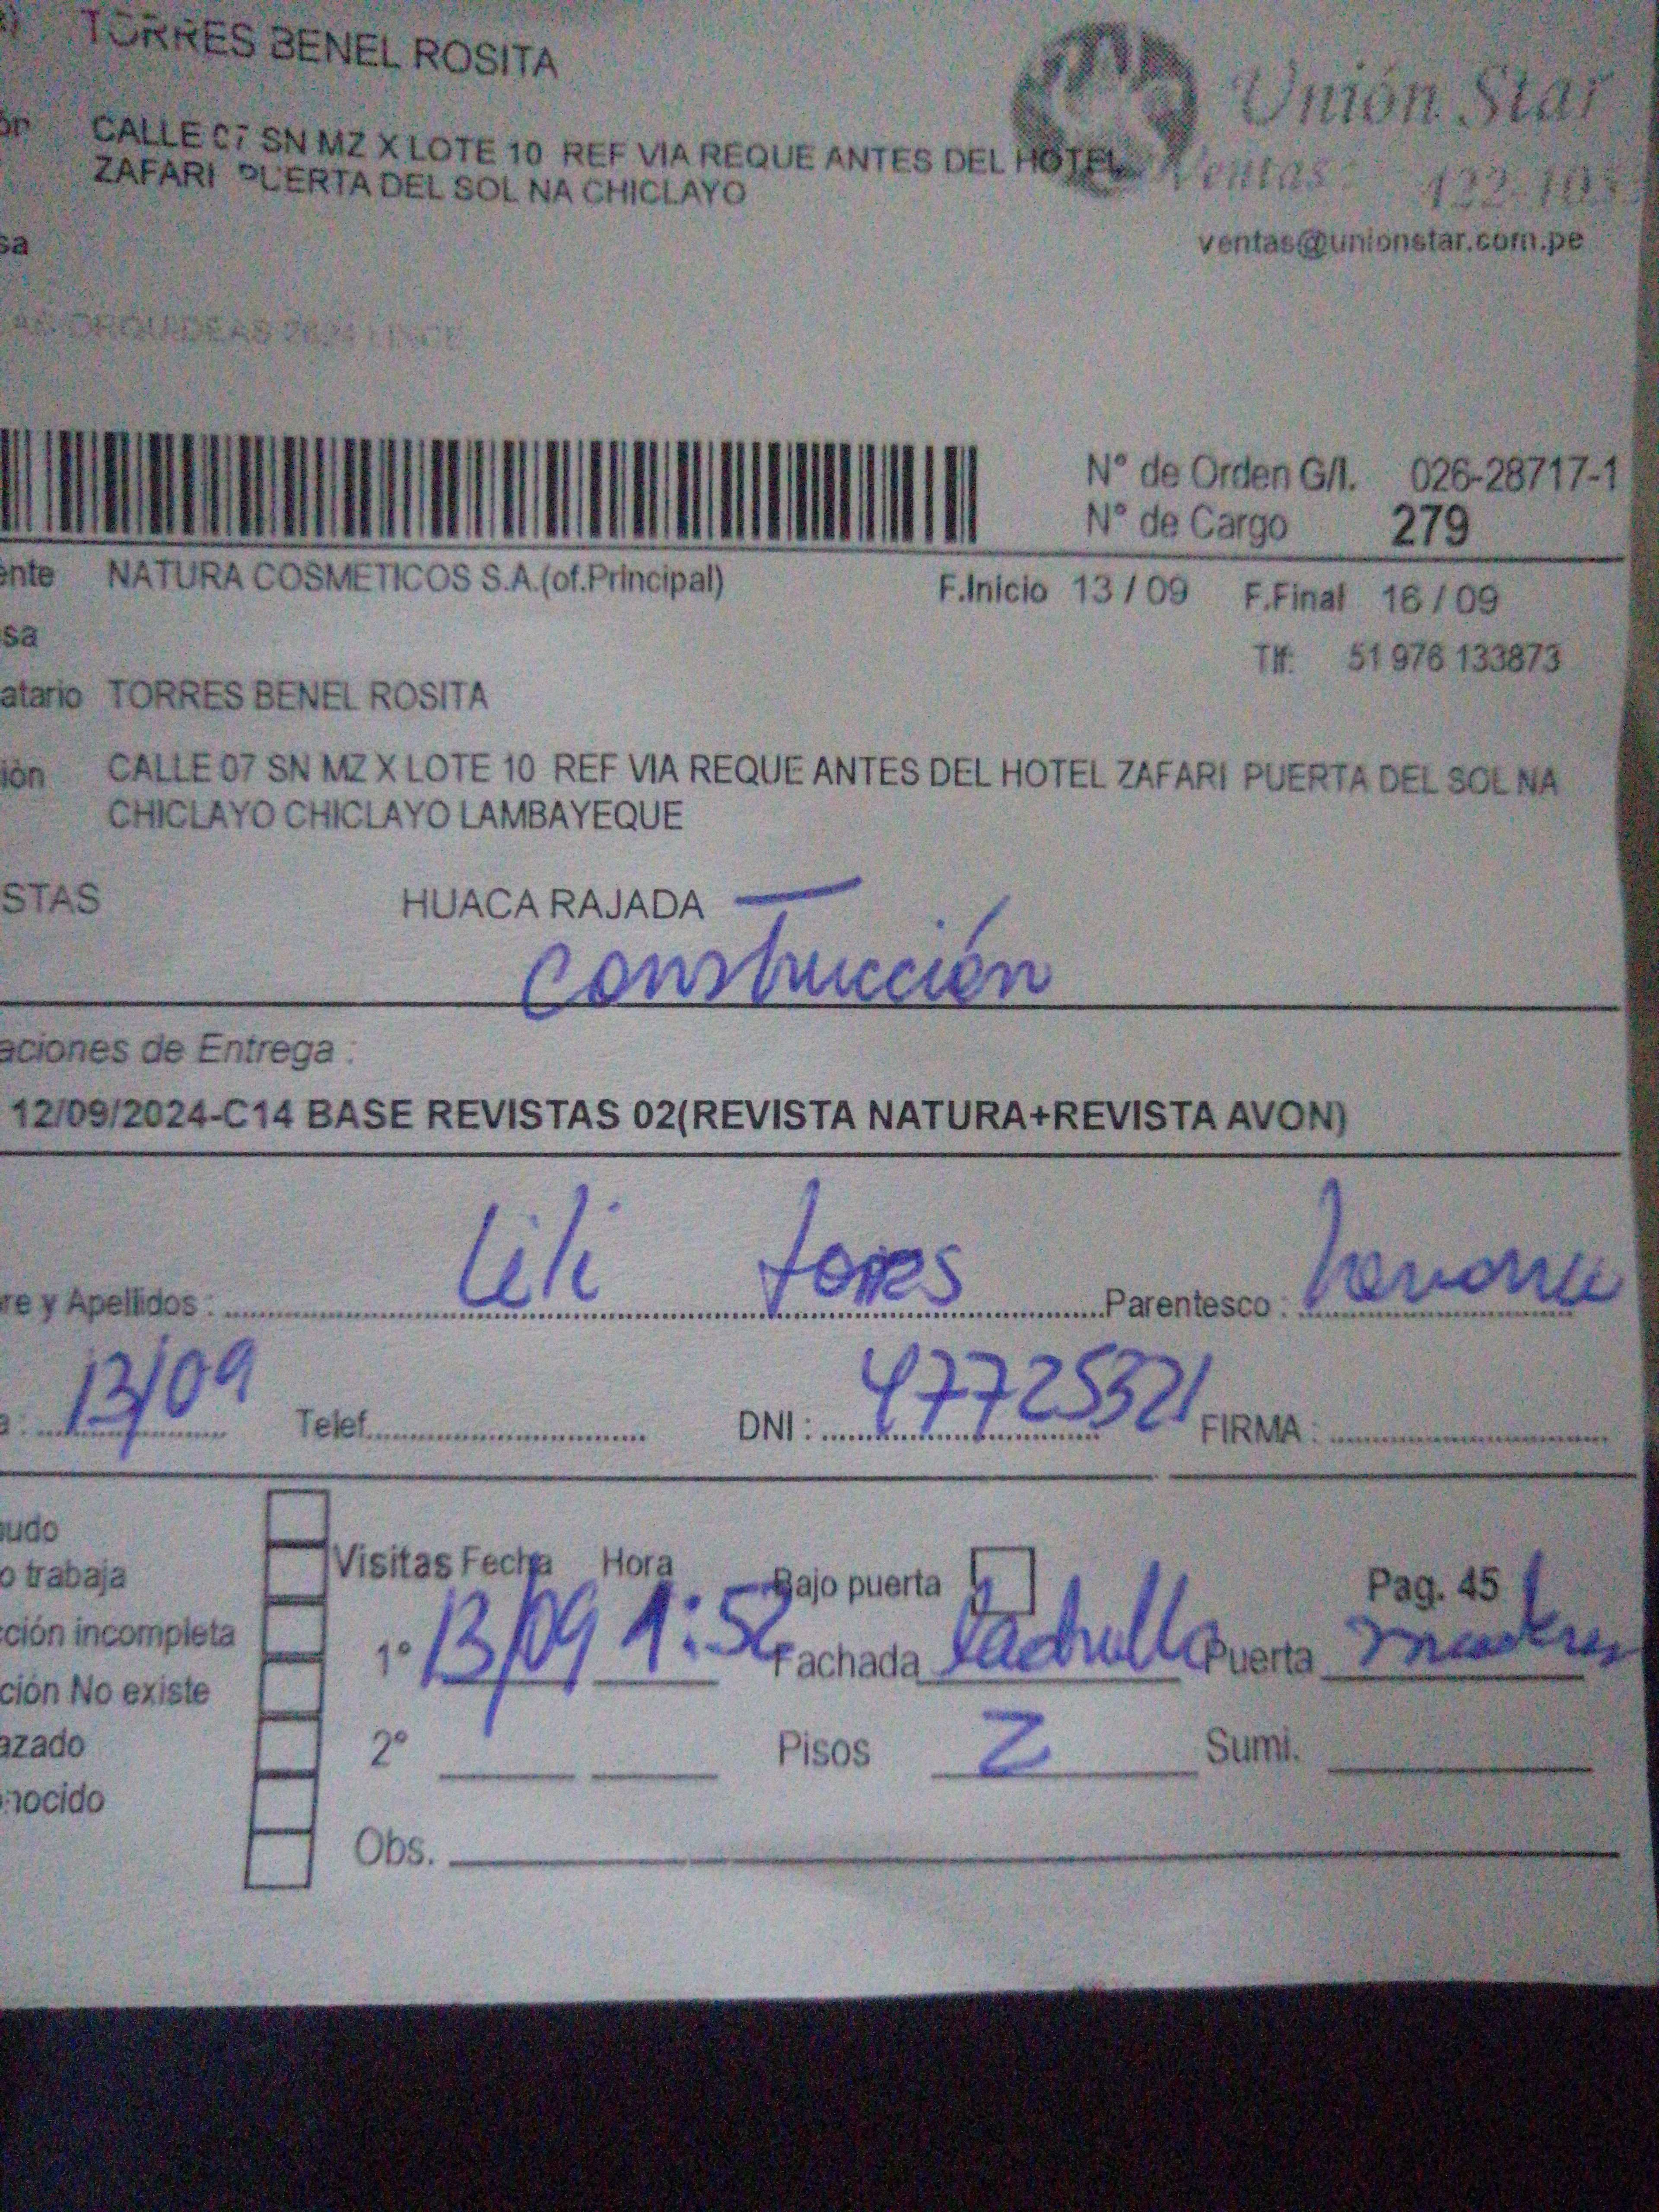 TORRES BENEL ROSITA
Unión Star
CALLE 07 SN MZ X LOTE 10 REF VIA REQUE ANTES DEL HOTEL
ZAFARI PUERTA DEL SOL NA CHICLAYO
Ventas:
ventas@unionstar.com.pe
N° de Orden G/I. 026-28717-1
N° de Cargo 279
NATURA COSMETICOS S.A.(of.Principal) F.Inicio 13/09 F.Final 16/09
Tlf: 51 976 133873
TORRES BENEL ROSITA
CALLE 07 SN MZ X LOTE 10 REF VIA REQUE ANTES DEL HOTEL ZAFARI PUERTA DEL SOL NA
CHICLAYO CHICLAYO LAMBAYEQUE
STAS HUACA RAJADA
construcción
aciones de Entrega :
12/09/2024-C14 BASE REVISTAS 02(REVISTA NATURA+REVISTA AVON)
re y Apellidos : Lili torres Parentesco :
13/09 Telef. DNI : 47725321 FIRMA :
udo
o trabaja
ción incompleta
ción No existe
azado
nocido
Visitas Fecha Hora Bajo puerta Pag. 45
1° 13/09 1:52 Fachada Ladrillo Puerta madera
2° Pisos 2 Sumi.
Obs.